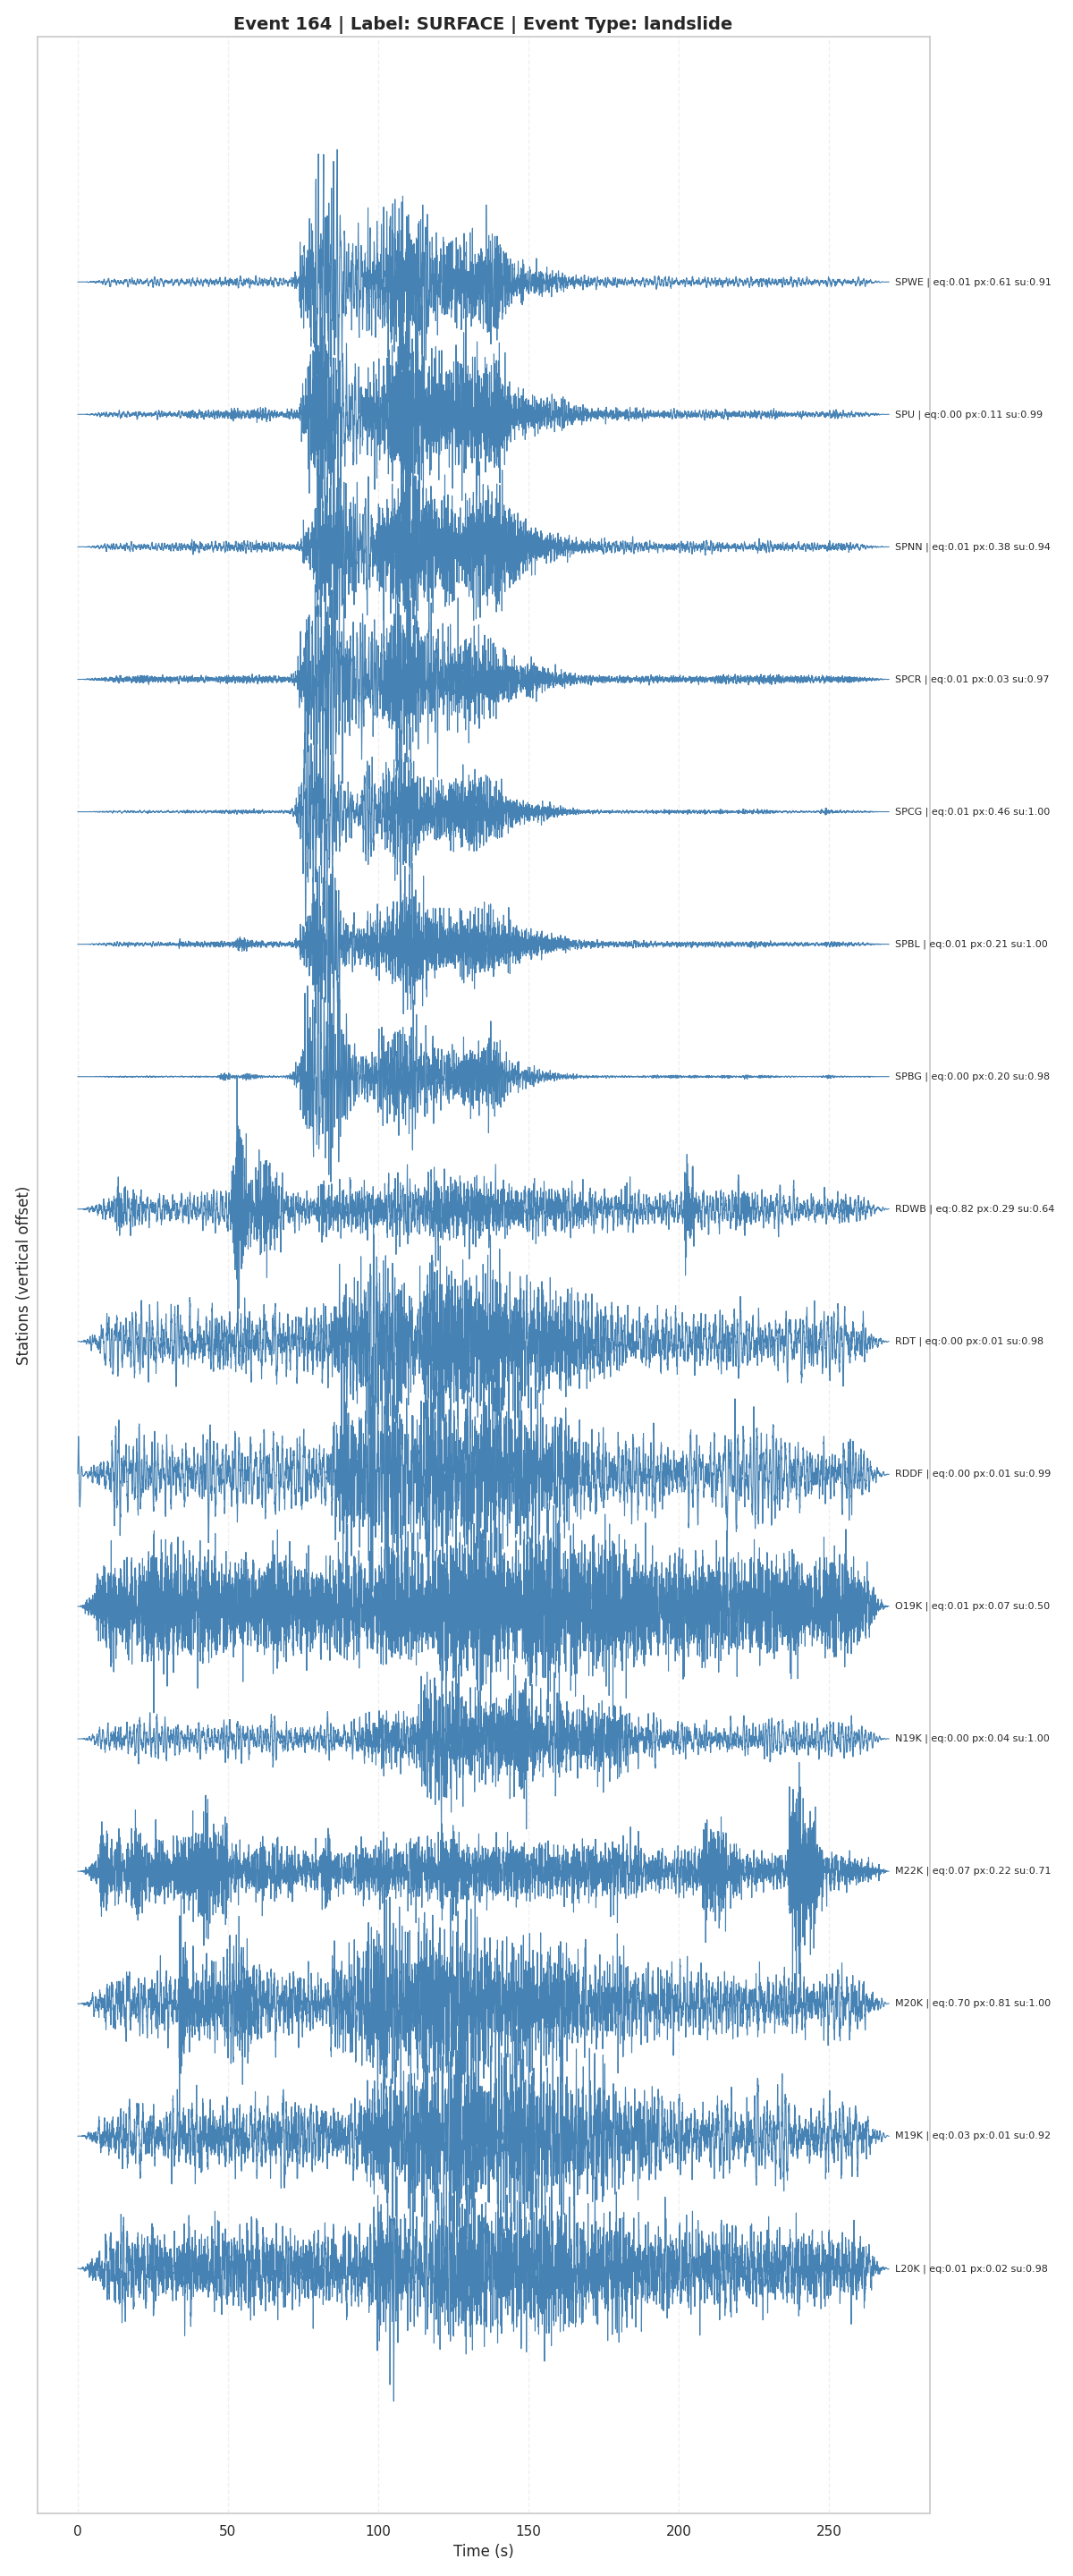 Event 164 | Label: SURFACE | Event Type: landslide
SPWE | eq:0.01 px:0.61 su:0.91
SPU | eq:0.00 px:0.11 su:0.99
SPNN | eq:0.01 px:0.38 su:0.94
SPCR | eq:0.01 px:0.03 su:0.97
SPCG | eq:0.01 px:0.46 su:1.00
SPBL | eq:0.01 px:0.21 su:1.00
SPBG | eq:0.00 px:0.20 su:0.98
RDWB | eq:0.82 px:0.29 su:0.64
RDT | eq:0.00 px:0.01 su:0.98
RDDF | eq:0.00 px:0.01 su:0.99
O19K | eq:0.01 px:0.07 su:0.50
N19K | eq:0.00 px:0.04 su:1.00
M22K | eq:0.07 px:0.22 su:0.71
M20K | eq:0.70 px:0.81 su:1.00
M19K | eq:0.03 px:0.01 su:0.92
L20K | eq:0.01 px:0.02 su:0.98
Stations (vertical offset)
0 50 100 150 200 250
Time (s)